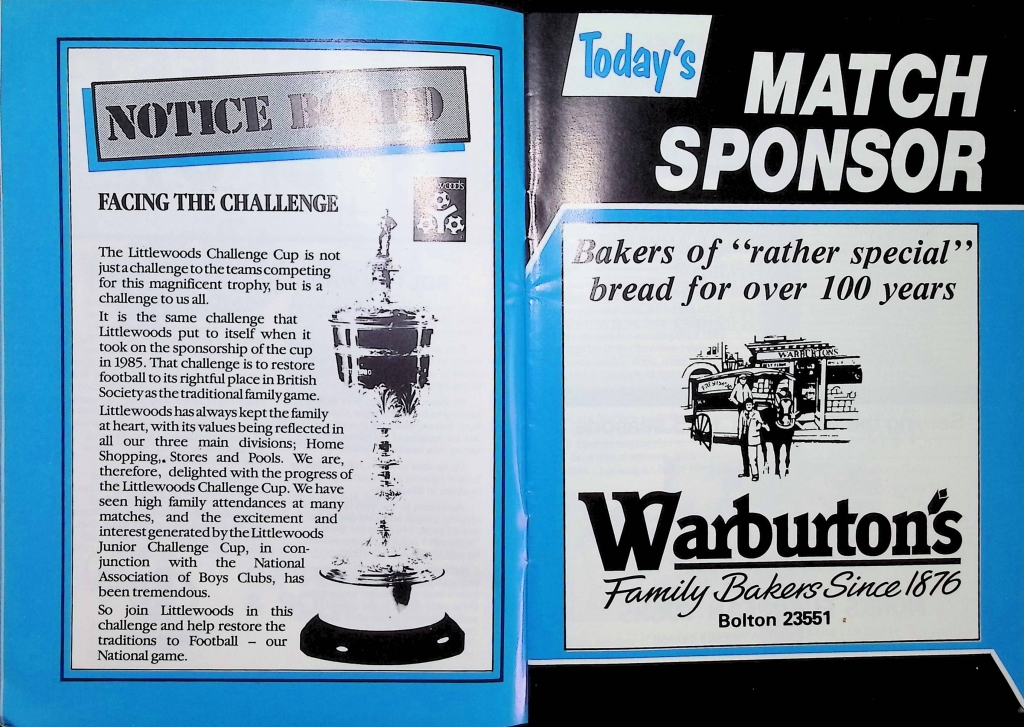 NOTICE BOARD
FACING THE CHALLENGE
The Littlewoods Challenge Cup is not
just a challenge to the teams competing
for this magnificent trophy, but is a
challenge to us all.
It is the same challenge that
Littlewoods put to itself when it
took on the sponsorship of the cup
in 1985. That challenge is to restore
football to its rightful place in British
Society as the traditional family game.
Littlewoods has always kept the family
at heart, with its values being reflected in
all our three main divisions; Home
Shopping,. Stores and Pools. We are,
therefore, delighted with the progress of
the Littlewoods Challenge Cup. We have
seen high family attendances at many
matches, and the excitement and
interest generated by the Littlewoods
Junior Challenge Cup, in con-
junction with the National
Association of Boys Clubs, has
been tremendous.
So join Littlewoods in this
challenge and help restore the
traditions to Football – our
National game.
Today's
MATCH
SPONSOR
Bakers of “rather special”
bread for over 100 years
WARBURTONS
Warburton's
Family Bakers Since 1876
Bolton 23551